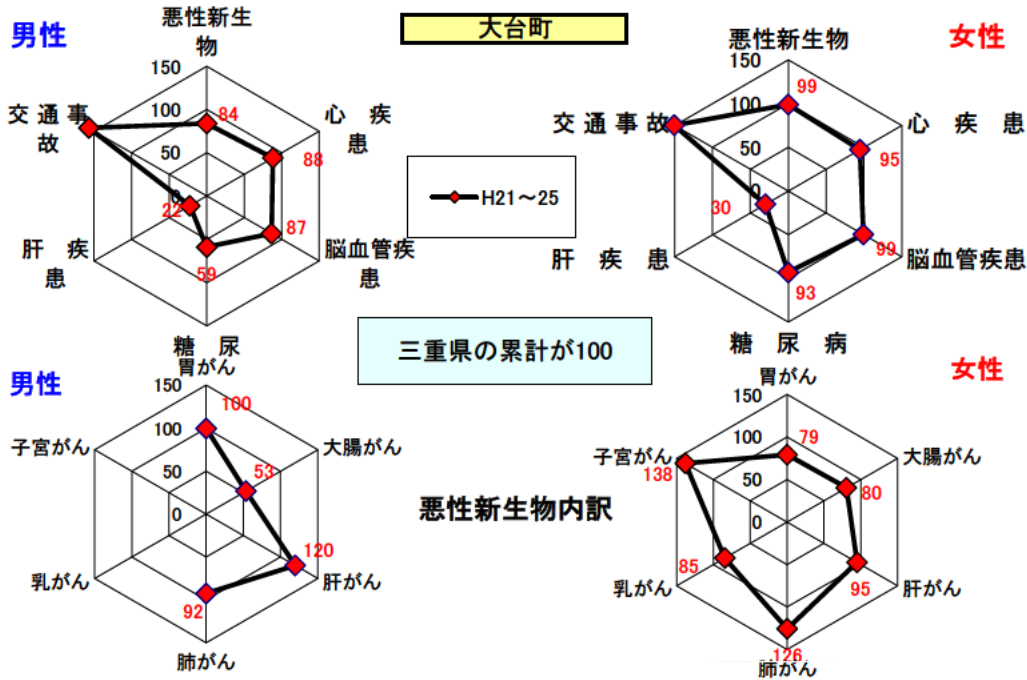 大台町
男性
悪性新生
物
150
100
50
0
84
心 疾
患
88
87
脳血管疾
患
59
糖 尿
22
肝 疾
患
交 通 事
故
H21～25
女性
悪性新生物
150
100
50
0
99
心 疾 患
95
99
脳血管疾患
93
糖 尿 病
30
肝 疾 患
交 通 事 故
三重県の累計が100
男性
胃がん
150
100
50
0
100
大腸がん
53
120
肝がん
92
肺がん
乳がん
子宮がん
悪性新生物内訳
女性
胃がん
150
100
50
0
79
大腸がん
80
95
肝がん
126
肺がん
85
乳がん
子宮がん
138